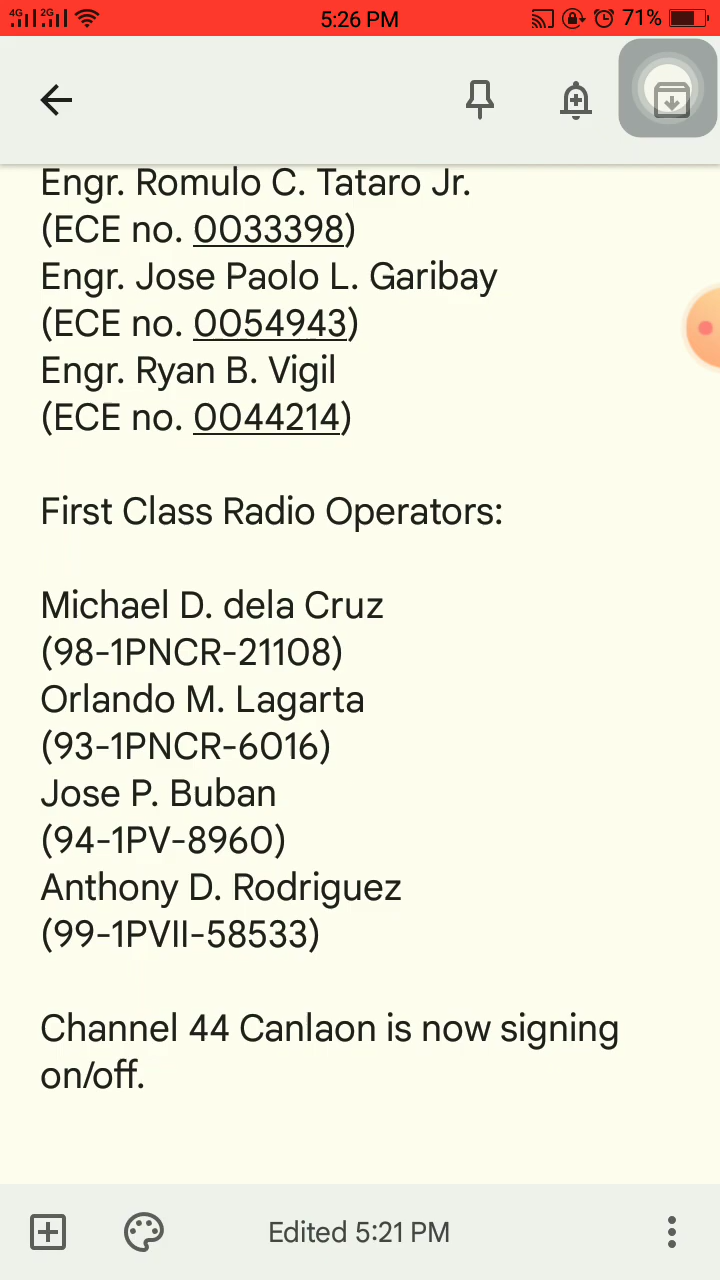 4G 2G 5:26 PM 71%
Engr. Romulo C. Tataro Jr.
(ECE no. 0033398)
Engr. Jose Paolo L. Garibay
(ECE no. 0054943)
Engr. Ryan B. Vigil
(ECE no. 0044214)
First Class Radio Operators:
Michael D. dela Cruz
(98-1PNCR-21108)
Orlando M. Lagarta
(93-1PNCR-6016)
Jose P. Buban
(94-1PV-8960)
Anthony D. Rodriguez
(99-1PVII-58533)
Channel 44 Canlaon is now signing
on/off.
Edited 5:21 PM